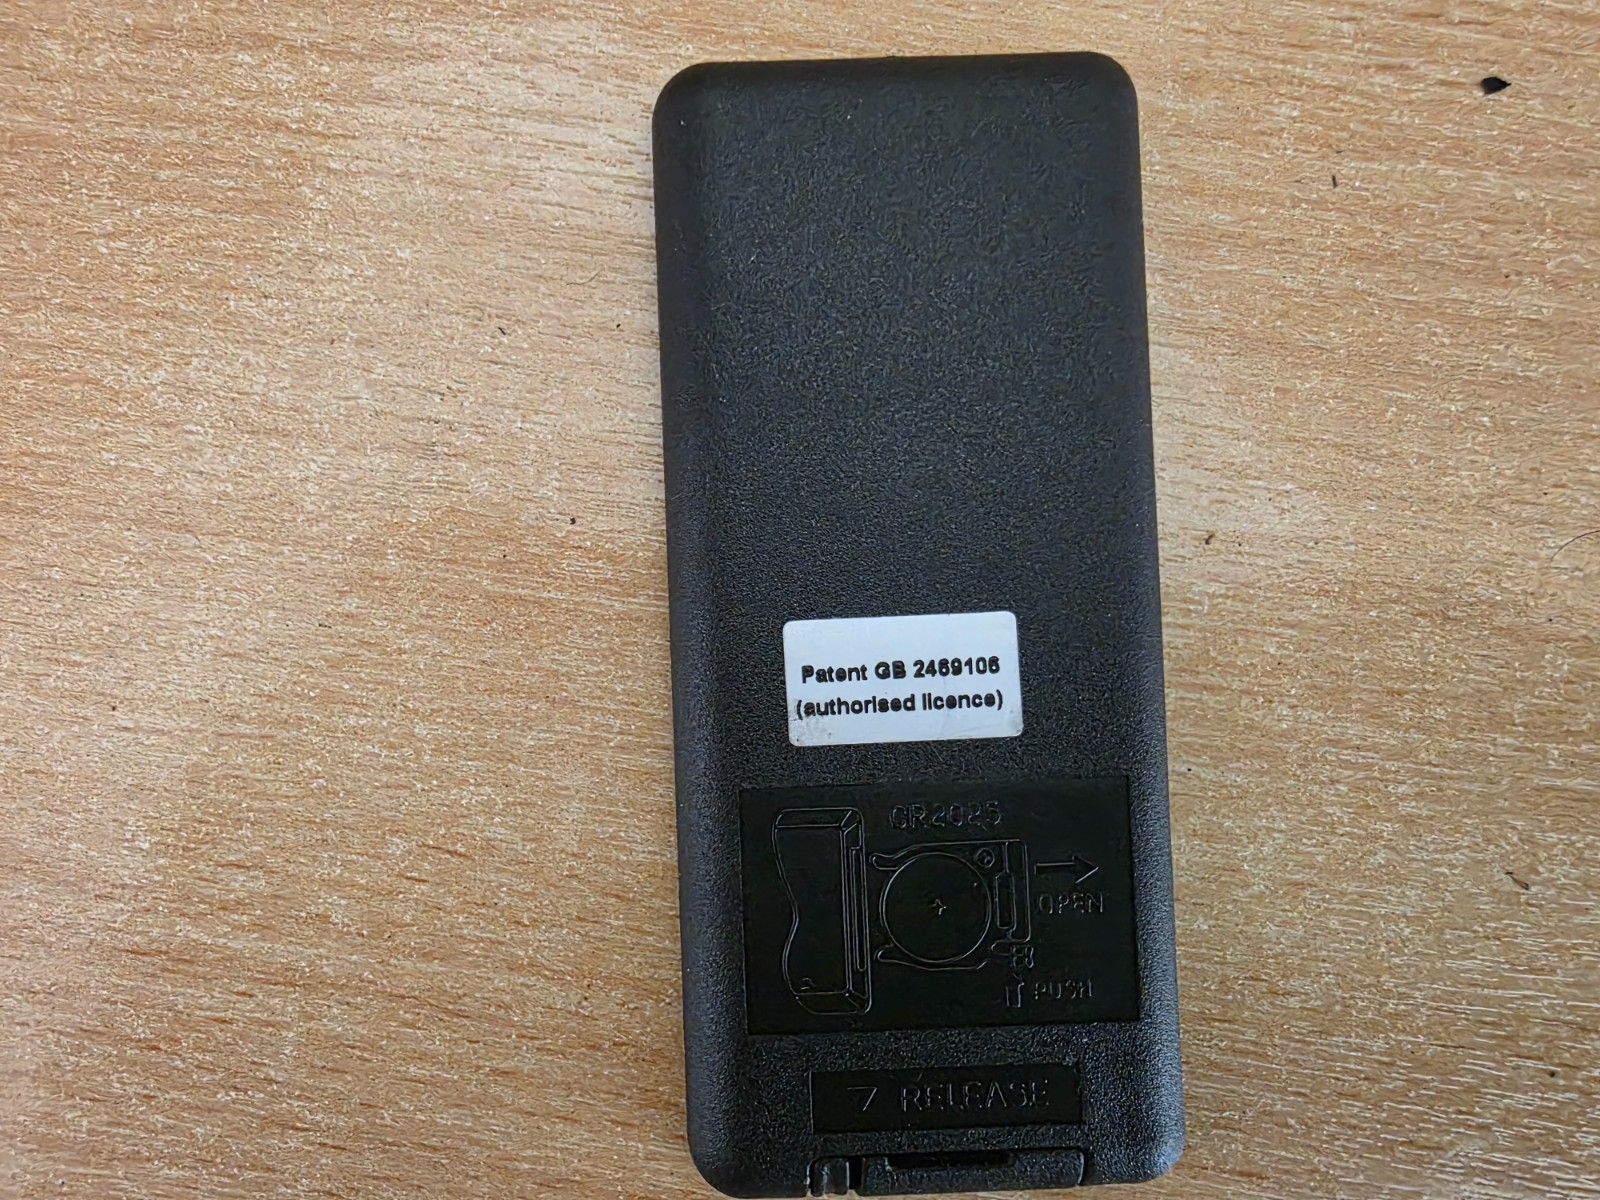 Patent GB 2469106
(authorised licence)
CR2025
OPEN
PUSH
RELEASE